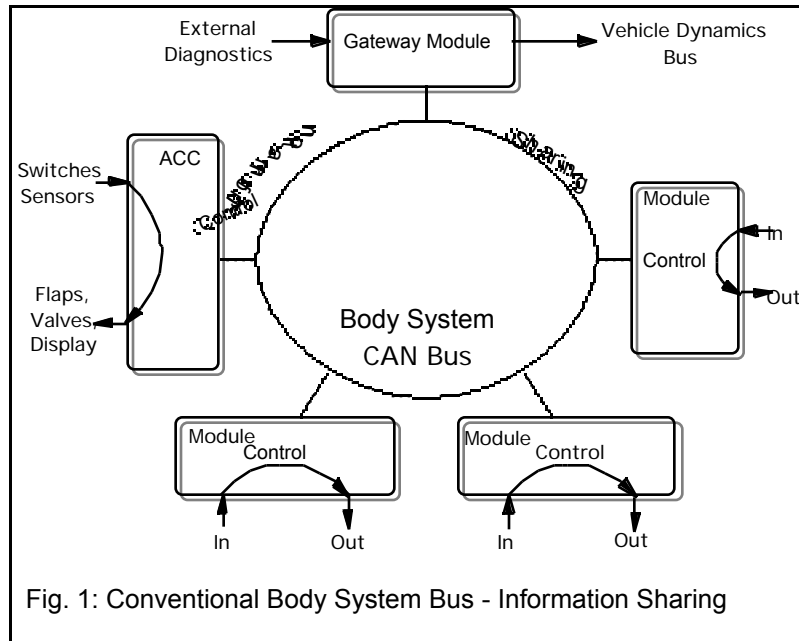 External
Diagnostics
Gateway Module
Vehicle Dynamics
Bus
ACC
Switches
Sensors
Flaps,
Valves,
Display
Sharing
Module
Control
In
Out
Body System
CAN Bus
Module
Control
In
Out
Module
Control
In
Out
Fig. 1: Conventional Body System Bus - Information Sharing